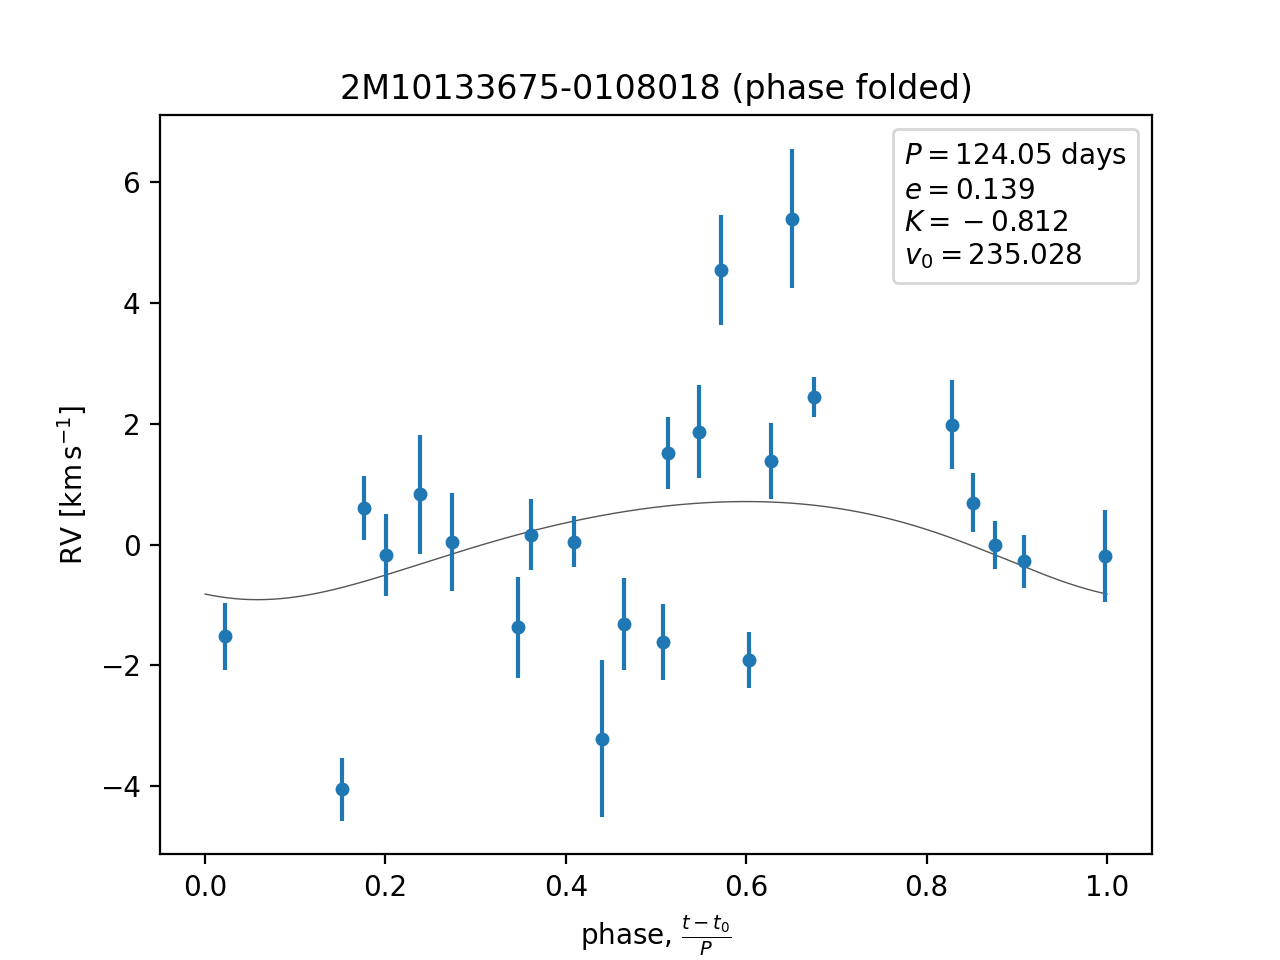 2M10133675-0108018 (phase folded)
P = 124.05 days
e = 0.139
K = −0.812
v₀ = 235.028
RV [km s⁻¹]
6
4
2
0
−2
−4
0.0 0.2 0.4 0.6 0.8 1.0
phase, (t − t₀)/P